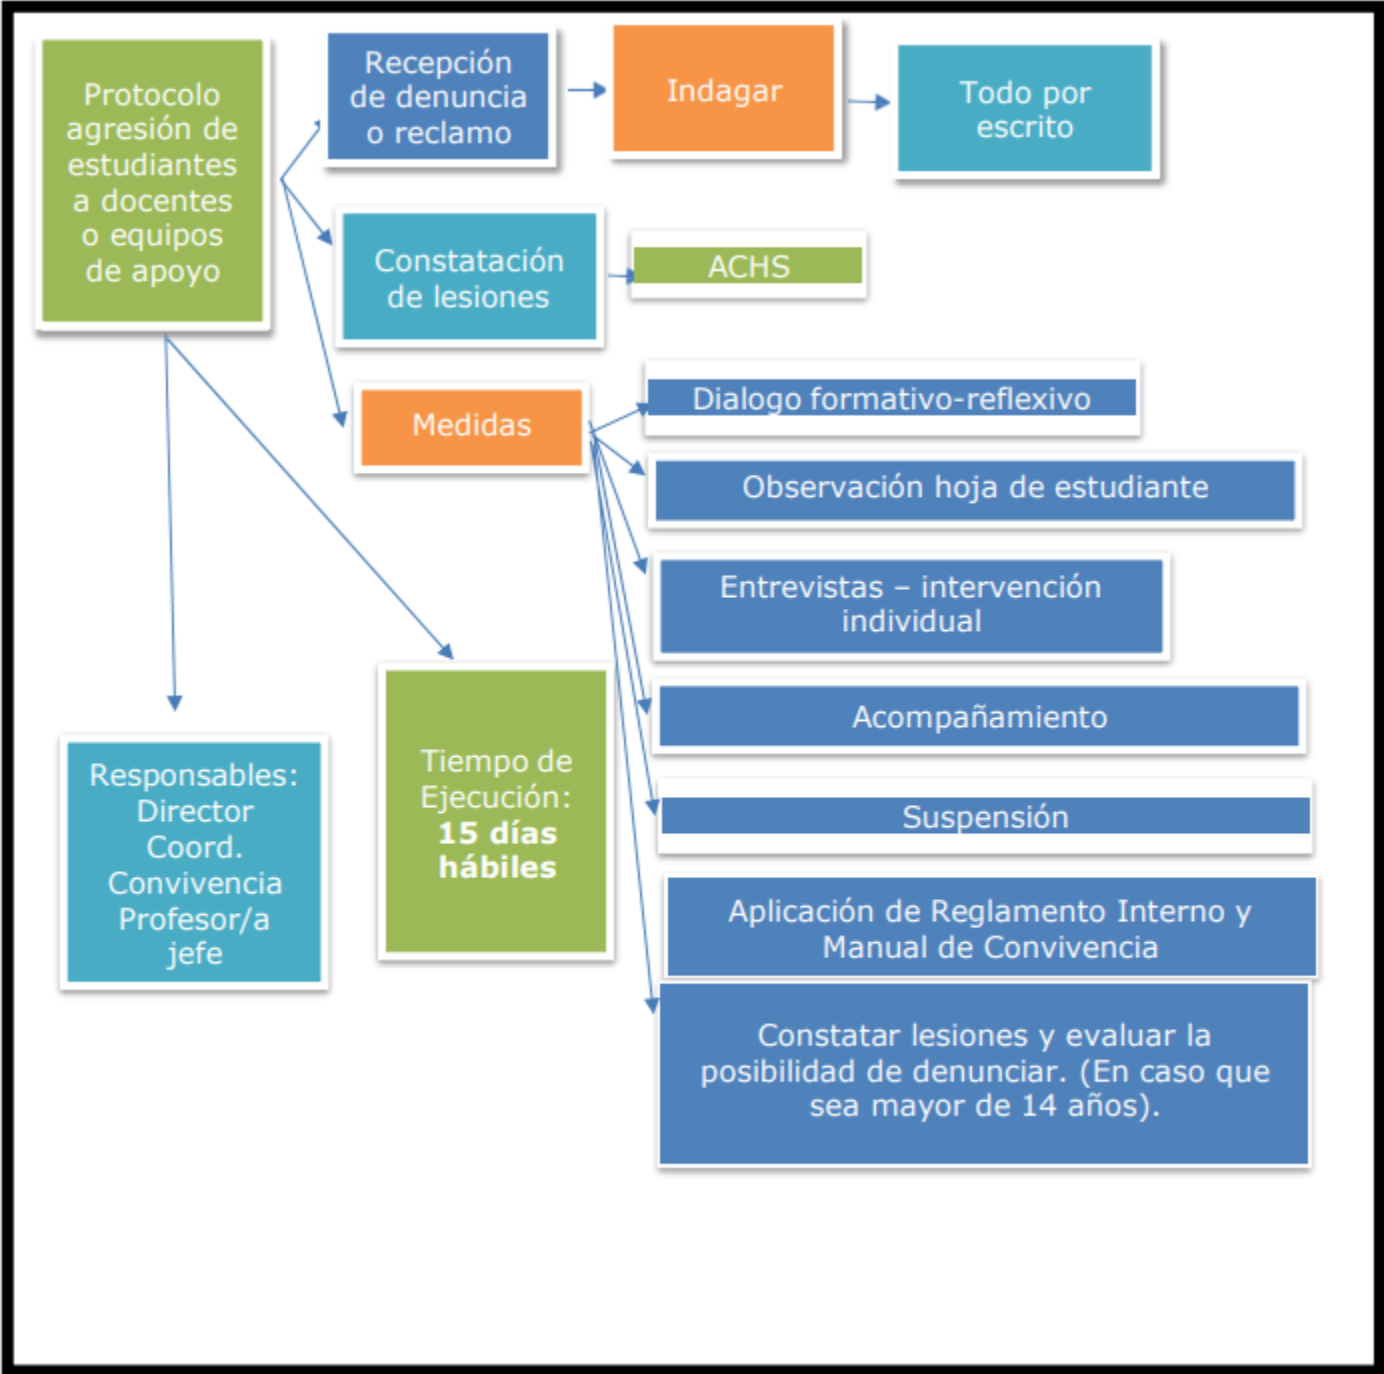 Protocolo
agresión de
estudiantes
a docentes
o equipos
de apoyo
Recepción
de denuncia
o reclamo
Indagar
Todo por
escrito
Constatación
de lesiones
ACHS
Medidas
Dialogo formativo-reflexivo
Observación hoja de estudiante
Entrevistas – intervención
individual
Acompañamiento
Suspensión
Aplicación de Reglamento Interno y
Manual de Convivencia
Constatar lesiones y evaluar la
posibilidad de denunciar. (En caso que
sea mayor de 14 años).
Tiempo de
Ejecución:
15 días
hábiles
Responsables:
Director
Coord.
Convivencia
Profesor/a
jefe